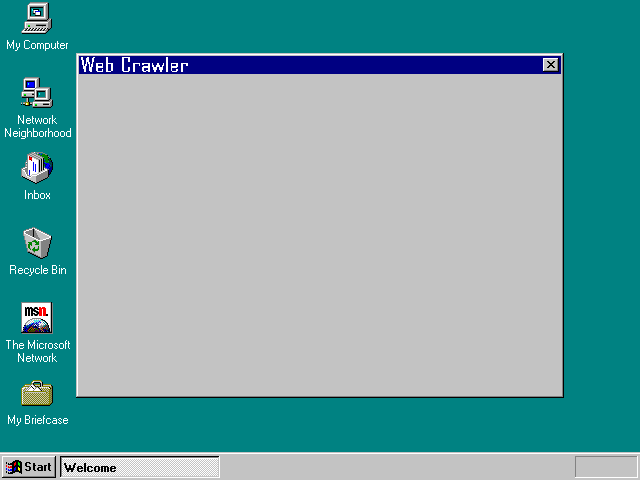 My Computer
Web Crawler
Network
Neighborhood
Inbox
Recycle Bin
msn.
The Microsoft
Network
My Briefcase
Start
Welcome